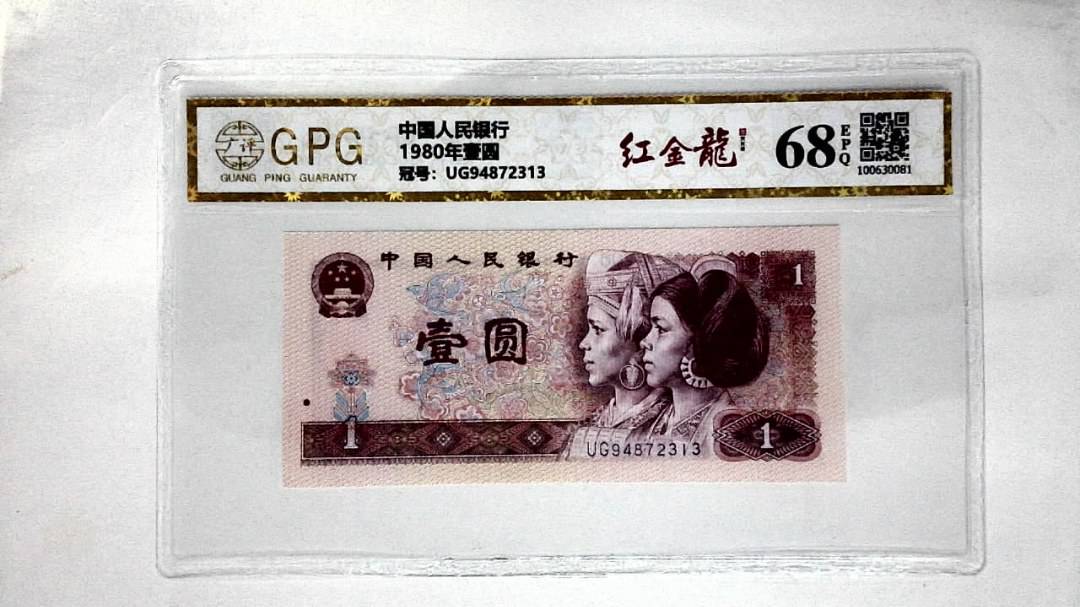 GPG
GUANG PING GUARANTY
中国人民银行
1980年壹圆
冠号：UG94872313
红金龍
68
EPQ
100630081
中国人民银行
1
壹圆
1
UG94872313
1